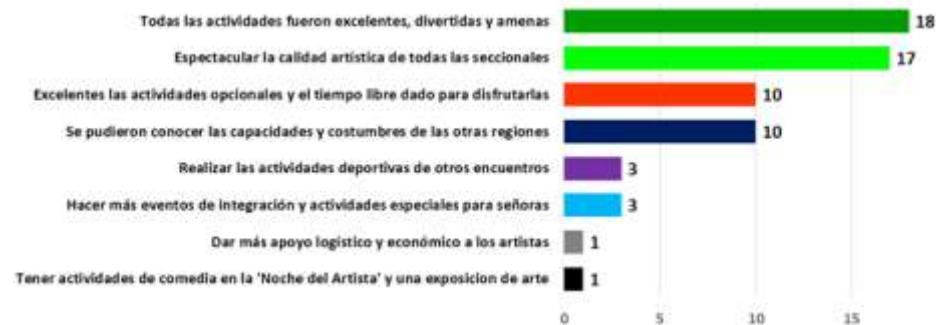 Todas las actividades fueron excelentes, divertidas y amenas 18
Espectacular la calidad artística de todas las seccionales 17
Excelentes las actividades opcionales y el tiempo libre dado para disfrutarlas 10
Se pudieron conocer las capacidades y costumbres de las otras regiones 10
Realizar las actividades deportivas de otros encuentros 3
Hacer más eventos de integración y actividades especiales para señoras 3
Dar más apoyo logístico y económico a los artistas 1
Tener actividades de comedia en la 'Noche del Artista' y una exposicion de arte 1
0 5 10 15